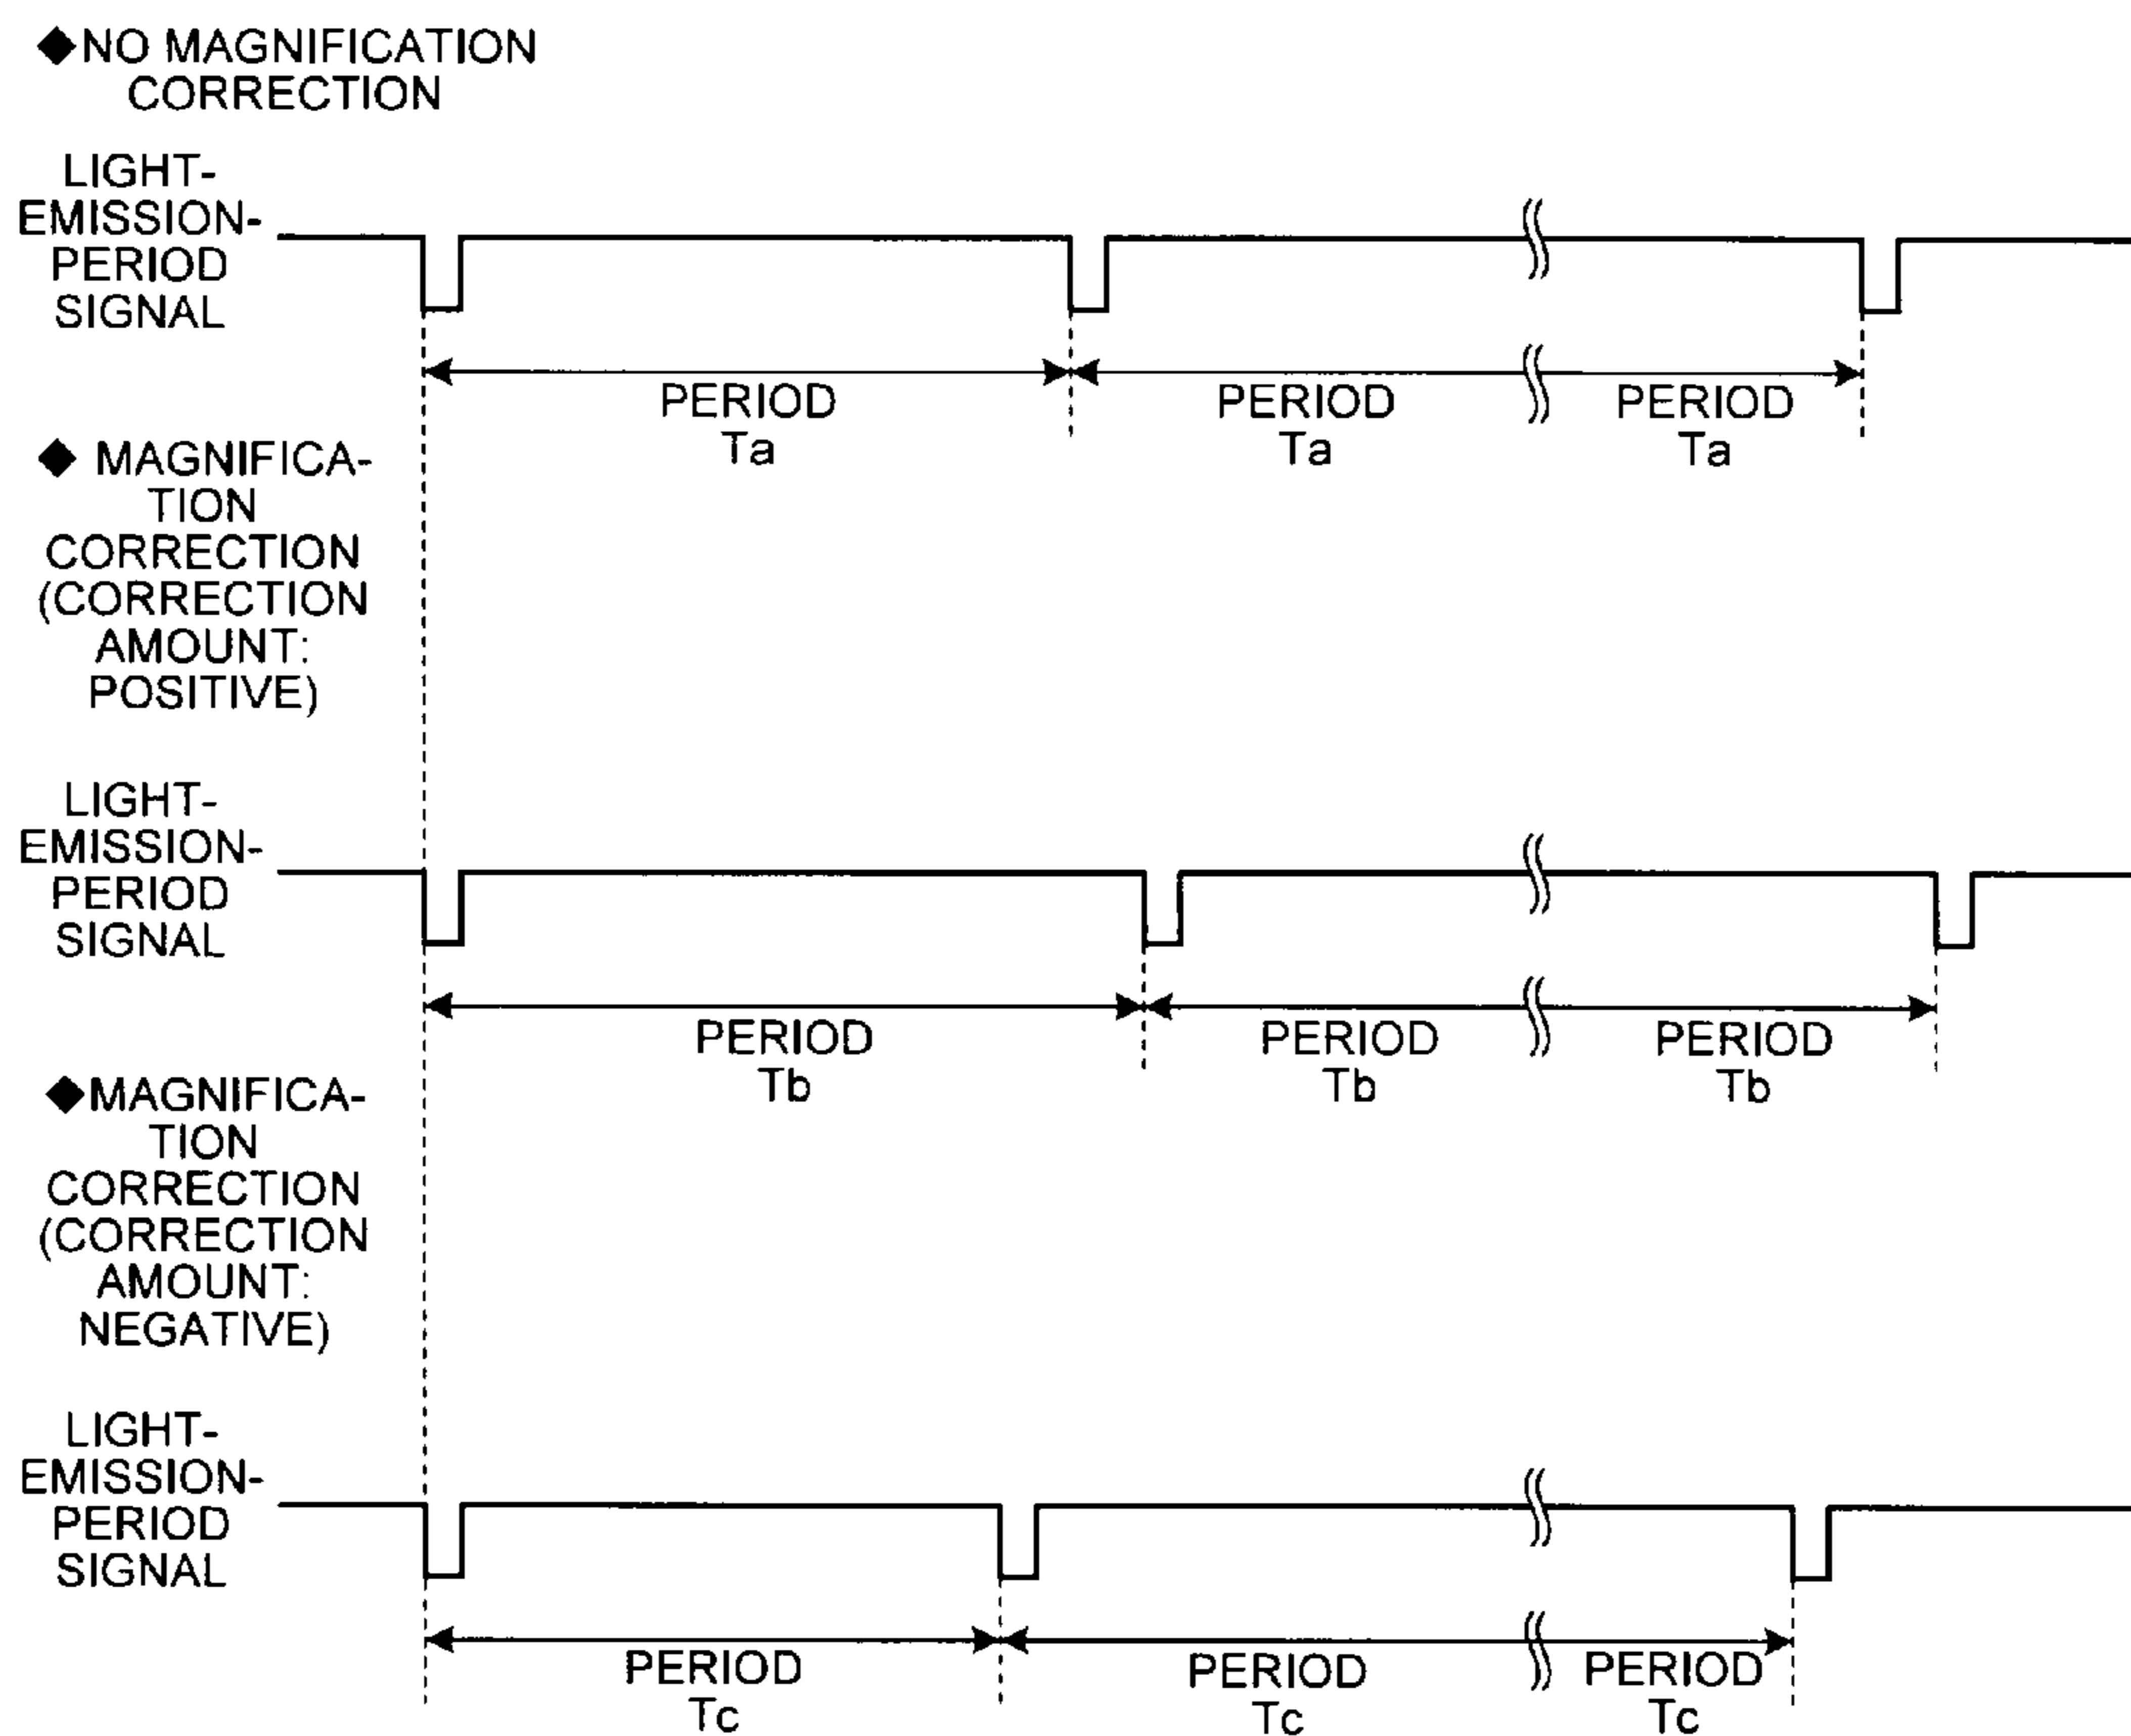 ◆NO MAGNIFICATION
CORRECTION
LIGHT-
EMISSION-
PERIOD
SIGNAL
PERIOD
Ta
PERIOD
Ta
PERIOD
Ta
◆ MAGNIFICA-
TION
CORRECTION
(CORRECTION
AMOUNT:
POSITIVE)
LIGHT-
EMISSION-
PERIOD
SIGNAL
PERIOD
Tb
PERIOD
Tb
PERIOD
Tb
◆MAGNIFICA-
TION
CORRECTION
(CORRECTION
AMOUNT:
NEGATIVE)
LIGHT-
EMISSION-
PERIOD
SIGNAL
PERIOD
Tc
PERIOD
Tc
PERIOD
Tc